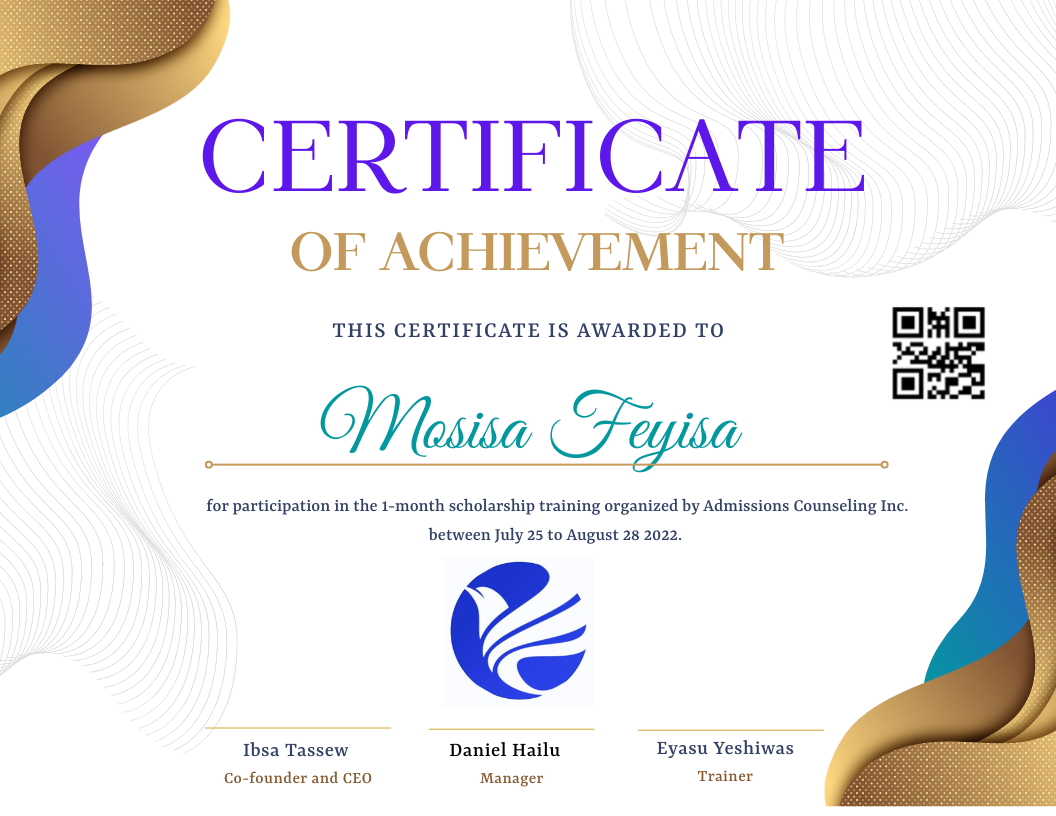 CERTIFICATE
OF ACHIEVEMENT
THIS CERTIFICATE IS AWARDED TO
Mosisa Feyisa
for participation in the 1-month scholarship training organized by Admissions Counseling Inc.
between July 25 to August 28 2022.
Ibsa Tassew
Co-founder and CEO
Daniel Hailu
Manager
Eyasu Yeshiwas
Trainer